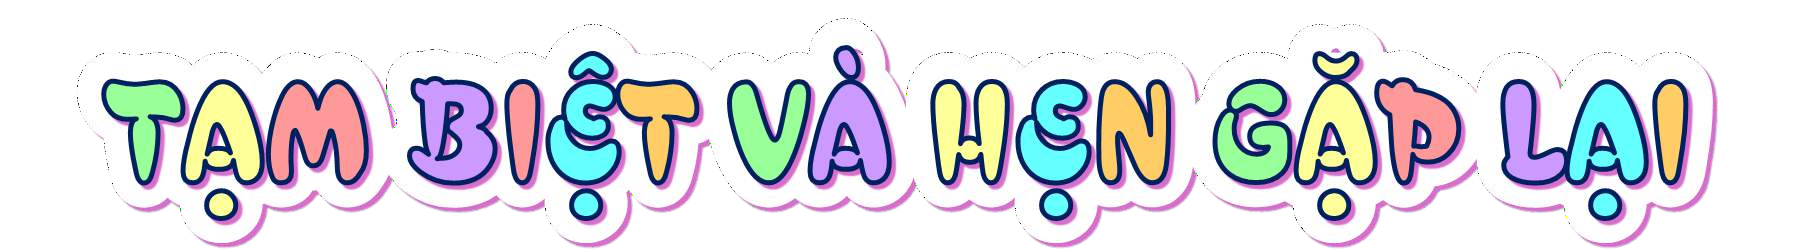 TẠM BIỆT VÀ HẸN GẶP LẠI